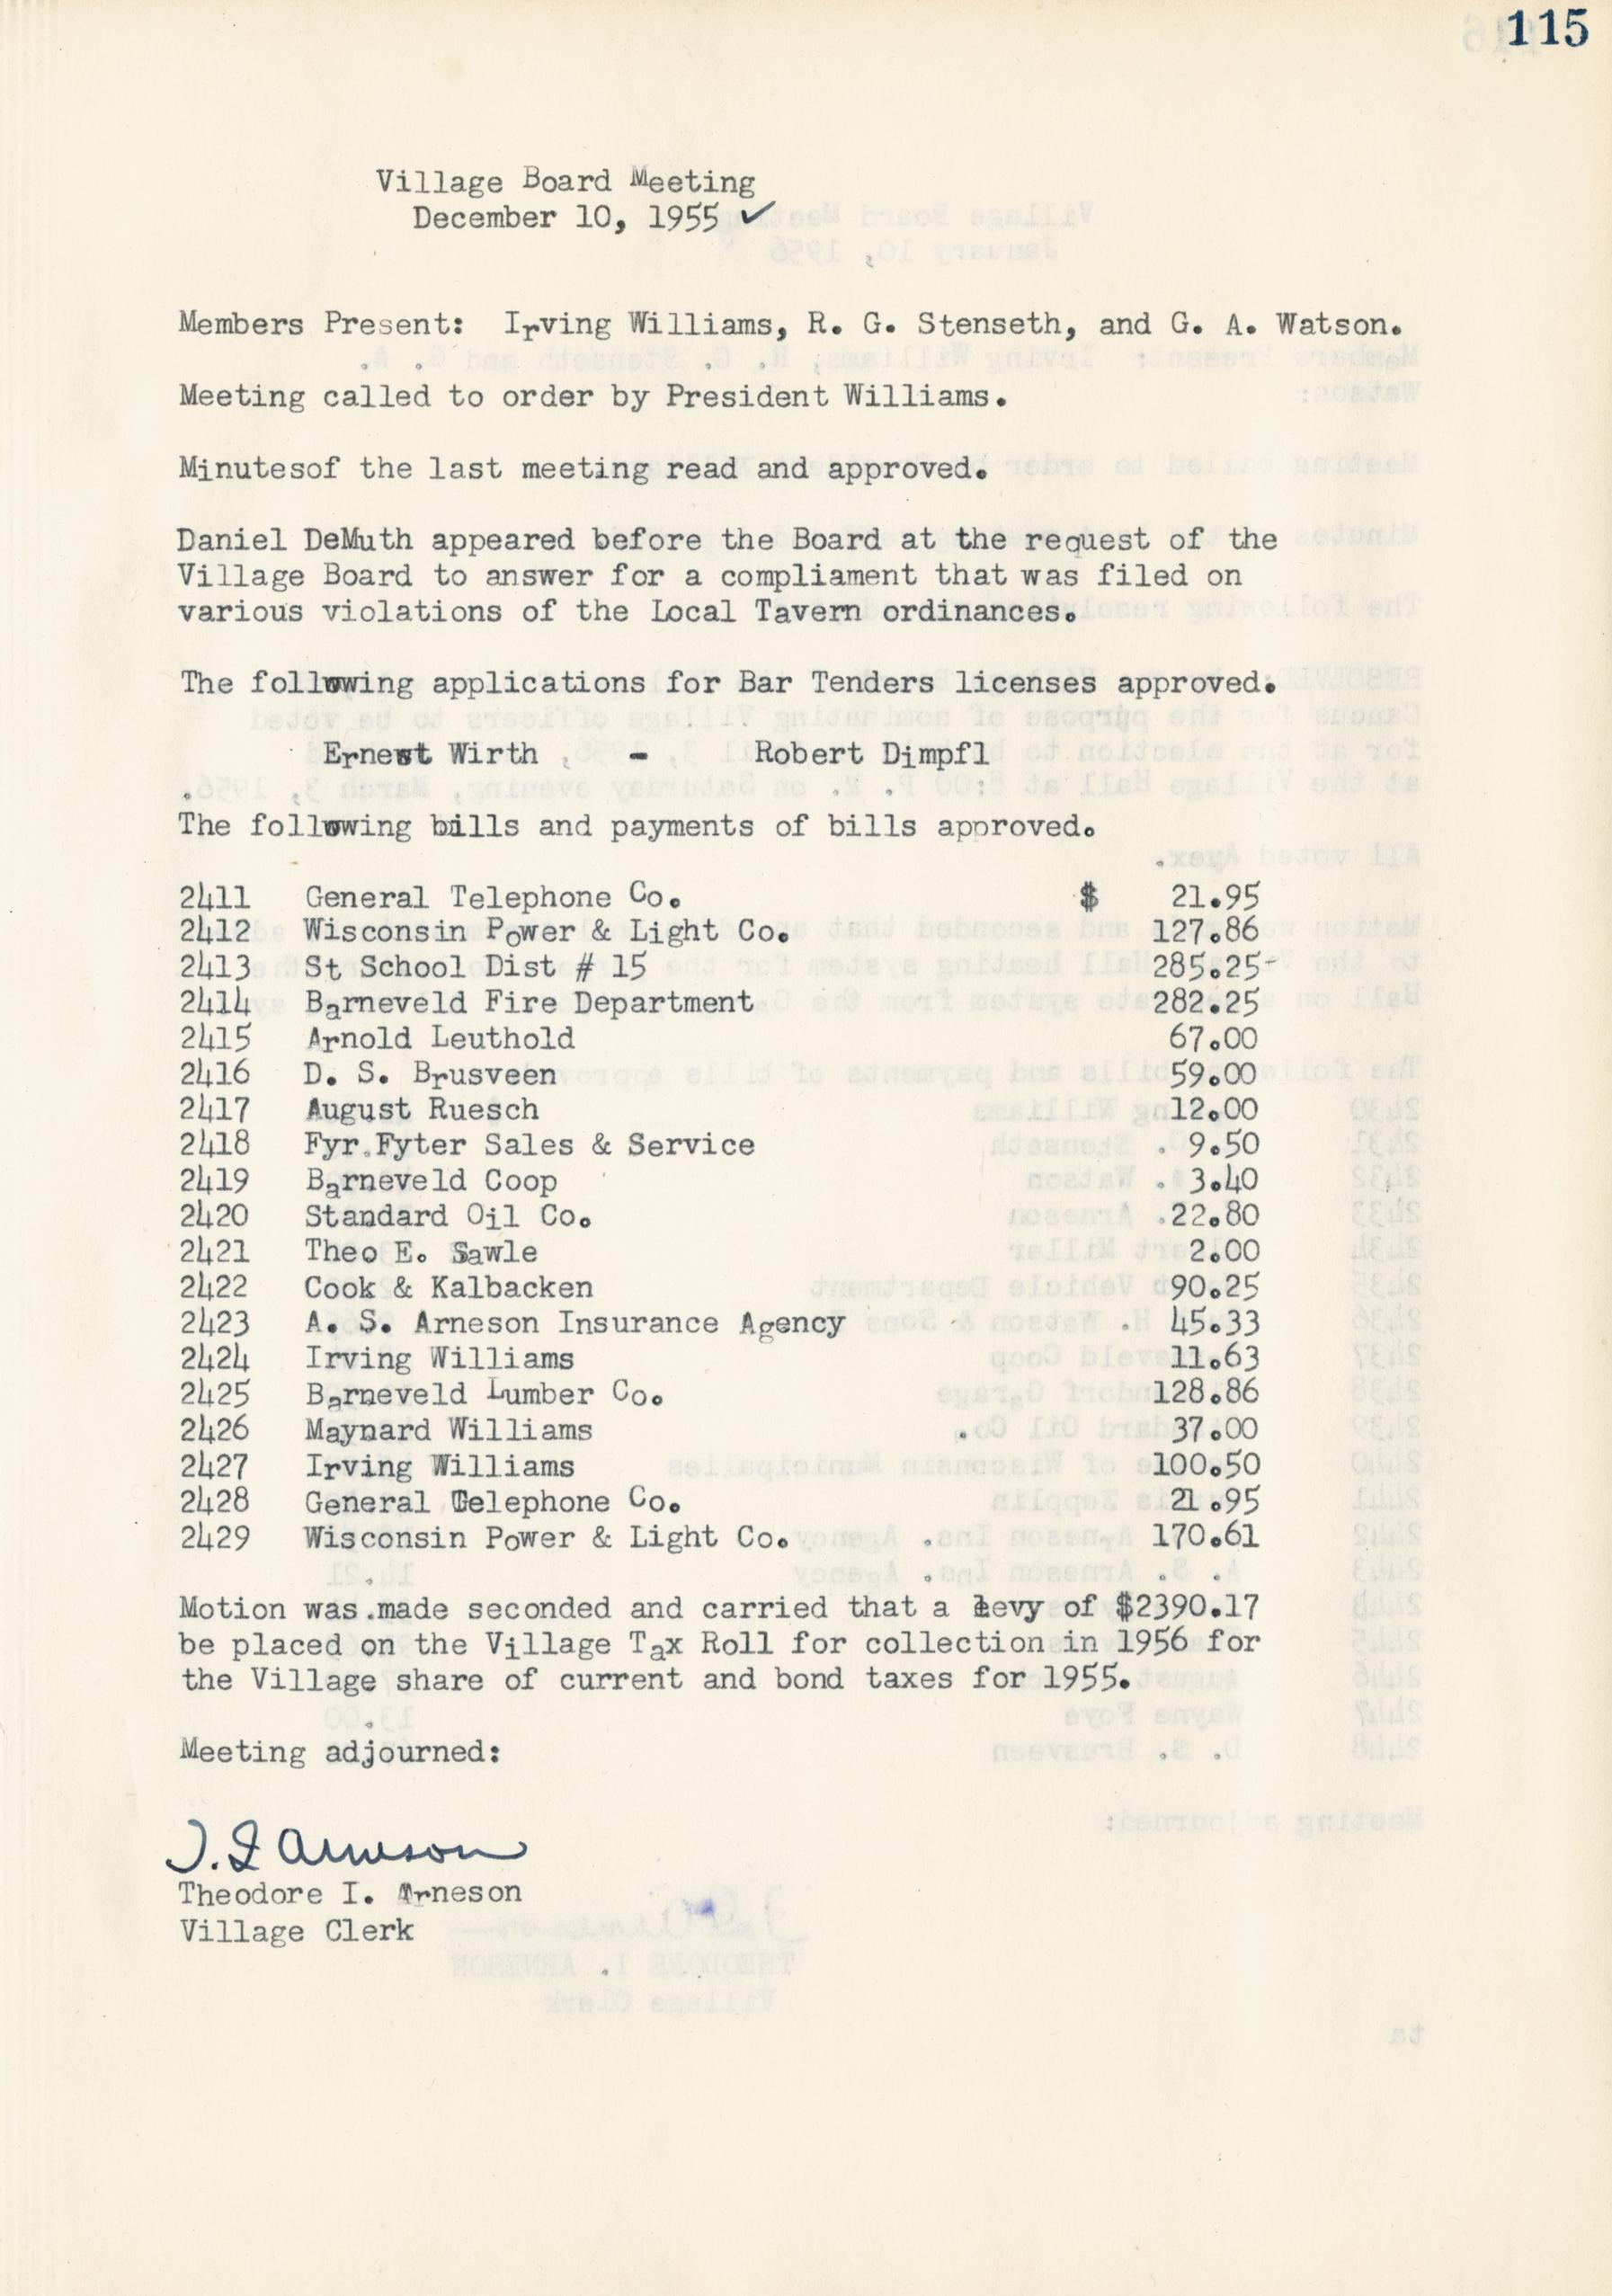 115
Village Board Meeting
December 10, 1955 ✓
Members Present: Irving Williams, R. G. Stenseth, and G. A. Watson.
Meeting called to order by President Williams.
Minutesof the last meeting read and approved.
Daniel DeMuth appeared before the Board at the request of the
Village Board to answer for a compliament that was filed on
various violations of the Local Tavern ordinances.
The following applications for Bar Tenders licenses approved.
Ernest Wirth - Robert Dimpfl
The following bills and payments of bills approved.
2411 General Telephone Co. $ 21.95
2412 Wisconsin Power & Light Co. 127.86
2413 St School Dist # 15 285.25
2414 Barneveld Fire Department 282.25
2415 Arnold Leuthold 67.00
2416 D. S. Brusveen 59.00
2417 August Ruesch 12.00
2418 Fyr Fyter Sales & Service 9.50
2419 Barneveld Coop 3.40
2420 Standard Oil Co. 22.80
2421 Theo E. Sawle 2.00
2422 Cook & Kalbacken 90.25
2423 A. S. Arneson Insurance Agency 45.33
2424 Irving Williams 11.63
2425 Barneveld Lumber Co. 128.86
2426 Maynard Williams 37.00
2427 Irving Williams 100.50
2428 General Telephone Co. 21.95
2429 Wisconsin Power & Light Co. 170.61
Motion was made seconded and carried that a levy of $2390.17
be placed on the Village Tax Roll for collection in 1956 for
the Village share of current and bond taxes for 1955.
Meeting adjourned:
T. I Arneson
Theodore I. Arneson
Village Clerk